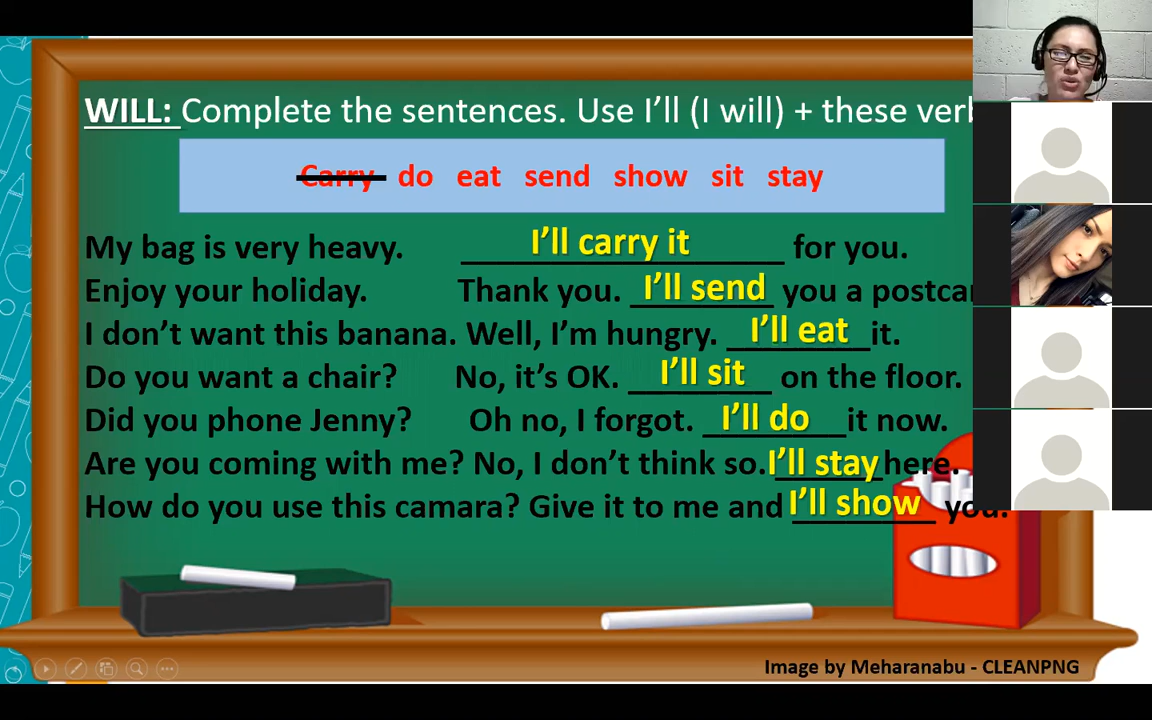 WILL: Complete the sentences. Use I'll (I will) + these
Carry do eat send show sit stay
My bag is very heavy. I'll carry it for you.
Enjoy your holiday. Thank you. I'll send you a
I don't want this banana. Well, I'm hungry. I'll eat it.
Do you want a chair? No, it's OK. I'll sit on the floor.
Did you phone Jenny? Oh no, I forgot. I'll do it now.
Are you coming with me? No, I don't think so. I'll stay here.
How do you use this camara? Give it to me and I'll show you.
Image by Meharanabu - CLEANPNG